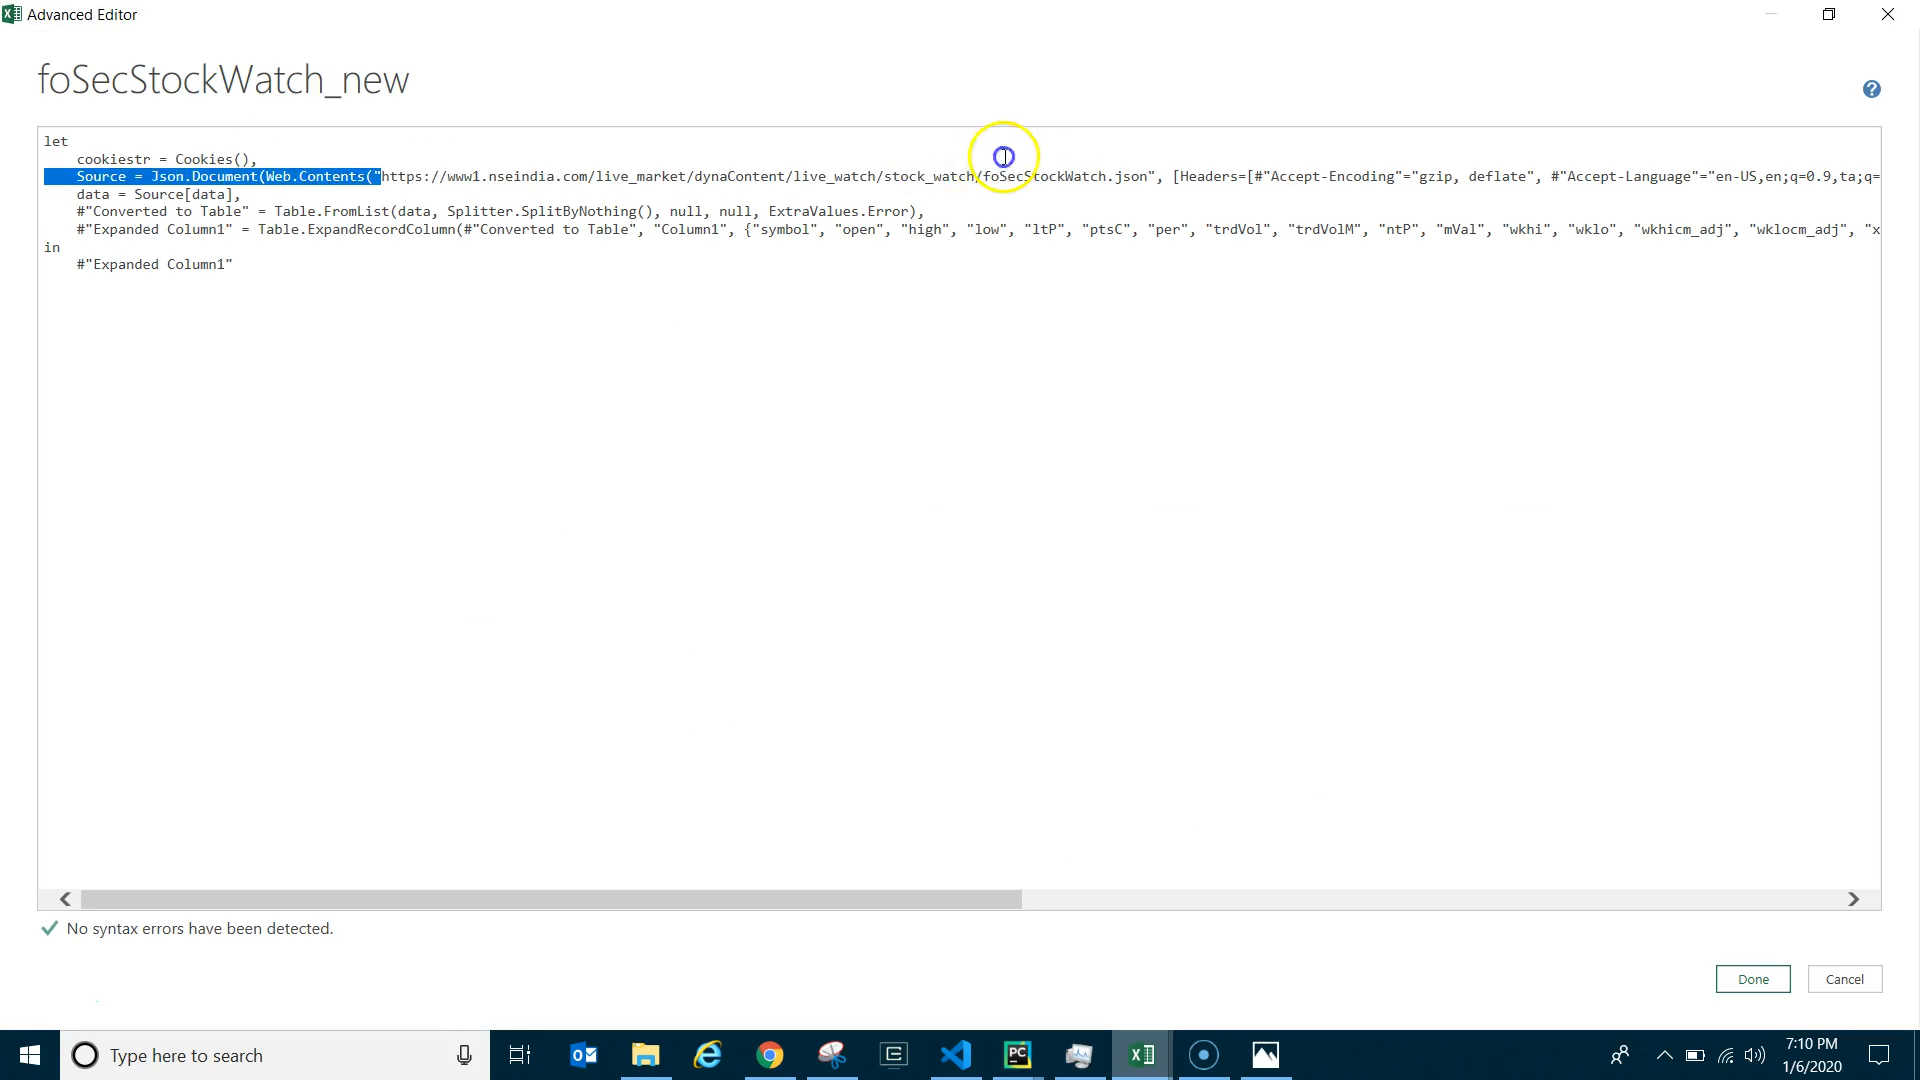 Advanced Editor
foSecStockWatch_new
?
let
cookiestr = Cookies(),
Source = Json.Document(Web.Contents("https://www1.nseindia.com/live_market/dynaContent/live_watch/stock_watch/foSecStockWatch.json", [Headers=[#"Accept-Encoding"="gzip, deflate", #"Accept-Language"="en-US,en;q=0.9,ta;q=
data = Source[data],
#"Converted to Table" = Table.FromList(data, Splitter.SplitByNothing(), null, null, ExtraValues.Error),
#"Expanded Column1" = Table.ExpandRecordColumn(#"Converted to Table", "Column1", {"symbol", "open", "high", "low", "ltP", "ptsC", "per", "trdVol", "trdVolM", "ntP", "mVal", "wkhi", "wklo", "wkhicm_adj", "wklocm_adj", "x
in
#"Expanded Column1"
No syntax errors have been detected.
Done
Cancel
Type here to search
7:10 PM
1/6/2020